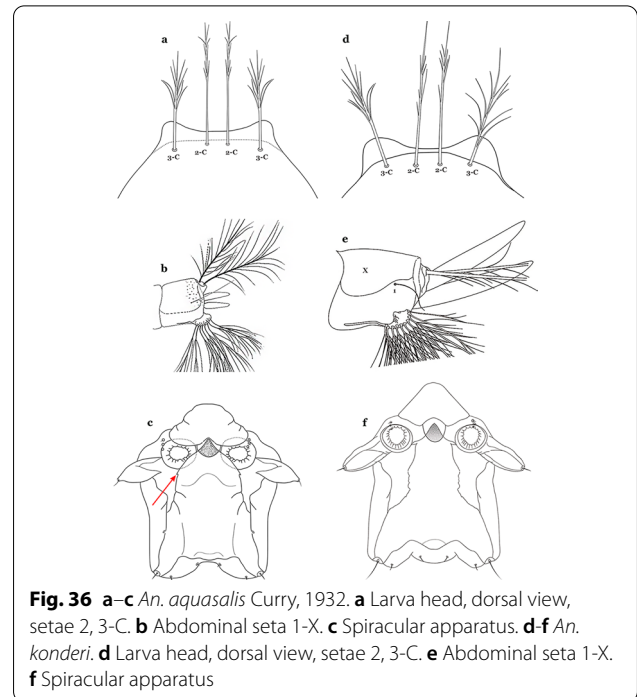 a
d
3-C 2-C 2-C 3-C
3-C 2-C 2-C 3-C
b
e
X
1
c
f
Fig. 36 a–c An. aquasalis Curry, 1932. a Larva head, dorsal view,
setae 2, 3-C. b Abdominal seta 1-X. c Spiracular apparatus. d-f An.
konderi. d Larva head, dorsal view, setae 2, 3-C. e Abdominal seta 1-X.
f Spiracular apparatus